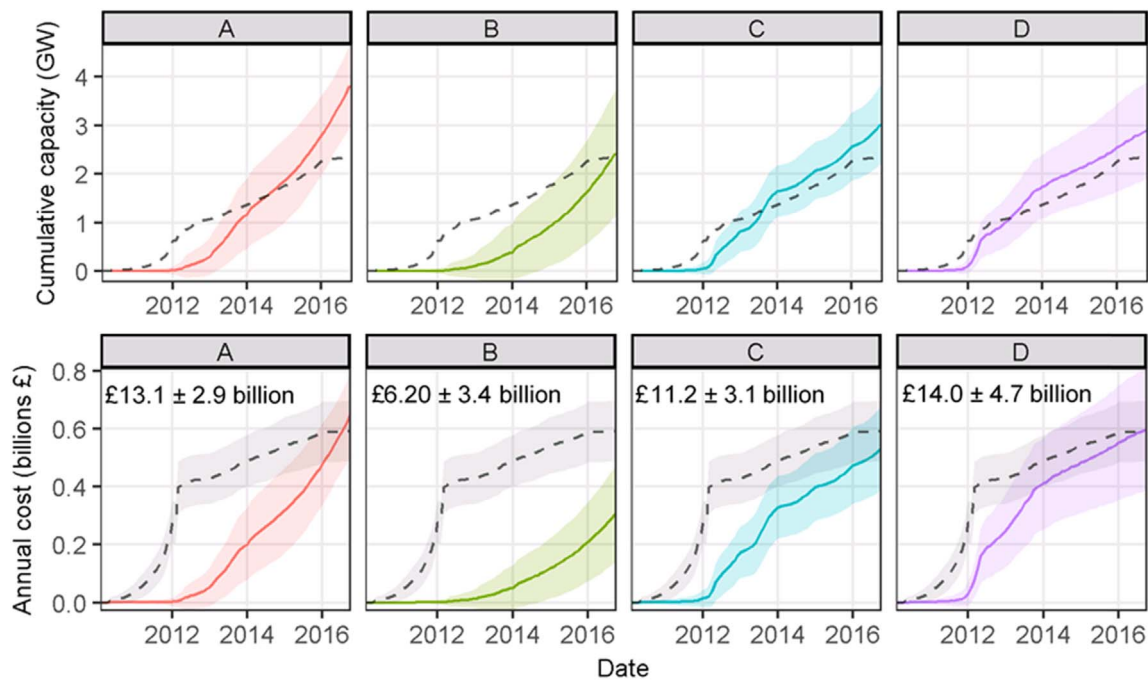 A B C D
Cumulative capacity (GW)
4
3
2
1
0
2012 2014 2016 2012 2014 2016 2012 2014 2016 2012 2014 2016
A B C D
Annual cost (billions £)
0.8
£13.1 ± 2.9 billion £6.20 ± 3.4 billion £11.2 ± 3.1 billion £14.0 ± 4.7 billion
0.6
0.4
0.2
0.0
2012 2014 2016 2012 2014 2016 2012 2014 2016 2012 2014 2016
Date